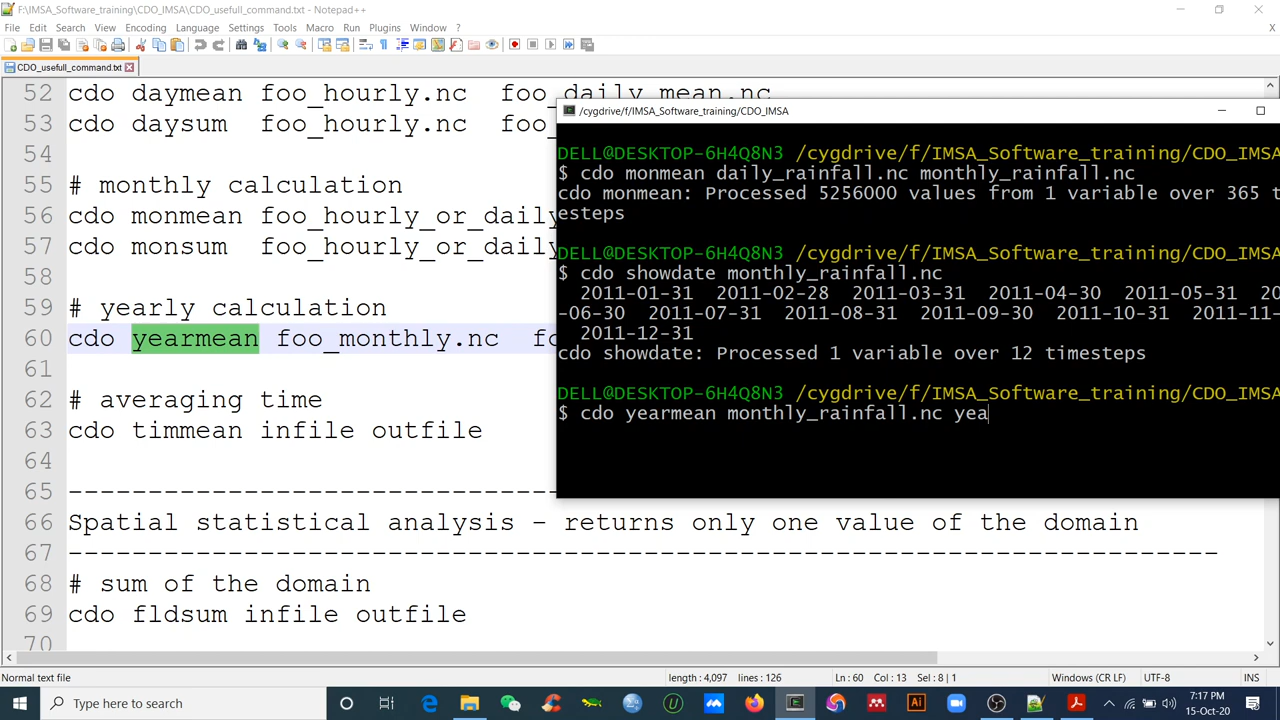 F:\IMSA_Software_training\CDO_IMSA\CDO_usefull_command.txt - Notepad++
File Edit Search View Encoding Language Settings Tools Macro Run Plugins Window ?
X
CDO_usefull_command.txt
52 cdo daymean foo_hourly.nc foo_daily_mean.nc
53 cdo daysum foo_hourly.nc foo_
54
55 # monthly calculation
56 cdo monmean foo_hourly_or_daily
57 cdo monsum foo_hourly_or_daily
58
59 # yearly calculation
60 cdo yearmean foo_monthly.nc fo
61
62 # averaging time
63 cdo timmean infile outfile
64
65 ------------------------------------------------------------------------
66 Spatial statistical analysis - returns only one value of the domain
67 ------------------------------------------------------------------------
68 # sum of the domain
69 cdo fldsum infile outfile
70
/cygdrive/f/IMSA_Software_training/CDO_IMSA
DELL@DESKTOP-6H4Q8N3 /cygdrive/f/IMSA_Software_training/CDO_IMSA
$ cdo monmean daily_rainfall.nc monthly_rainfall.nc
cdo monmean: Processed 5256000 values from 1 variable over 365 t
esteps
DELL@DESKTOP-6H4Q8N3 /cygdrive/f/IMSA_Software_training/CDO_IMSA
$ cdo showdate monthly_rainfall.nc
2011-01-31 2011-02-28 2011-03-31 2011-04-30 2011-05-31 20
-06-30 2011-07-31 2011-08-31 2011-09-30 2011-10-31 2011-11-
2011-12-31
cdo showdate: Processed 1 variable over 12 timesteps
DELL@DESKTOP-6H4Q8N3 /cygdrive/f/IMSA_Software_training/CDO_IMSA
$ cdo yearmean monthly_rainfall.nc yea
Normal text file length : 4,097 lines : 126 Ln : 60 Col : 13 Sel : 8 | 1 Windows (CR LF) UTF-8 INS
Type here to search
Ai
7:17 PM
15-Oct-20